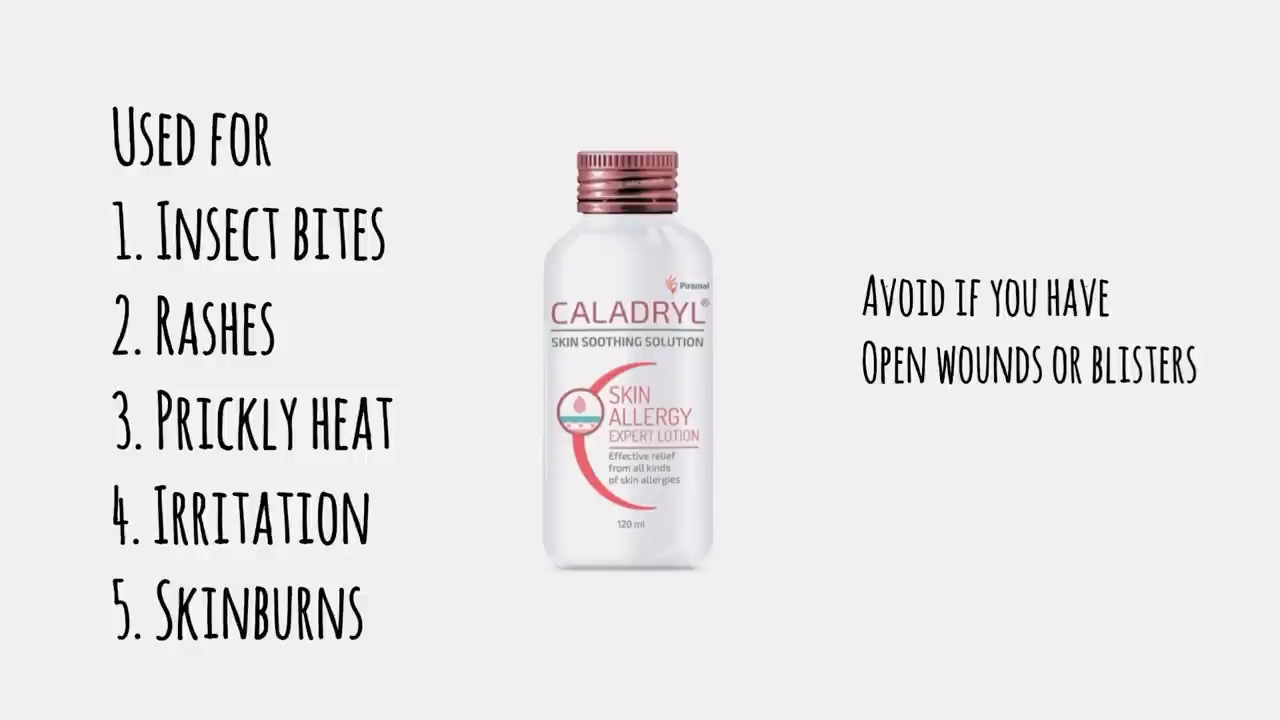 Used for
1. Insect bites
2. Rashes
3. Prickly heat
4. Irritation
5. Skinburns
Piramal
CALADRYL®
SKIN SOOTHING SOLUTION
SKIN
ALLERGY
EXPERT LOTION
Effective relief
from all kinds
of skin allergies
120 ml
Avoid if you have
Open wounds or blisters